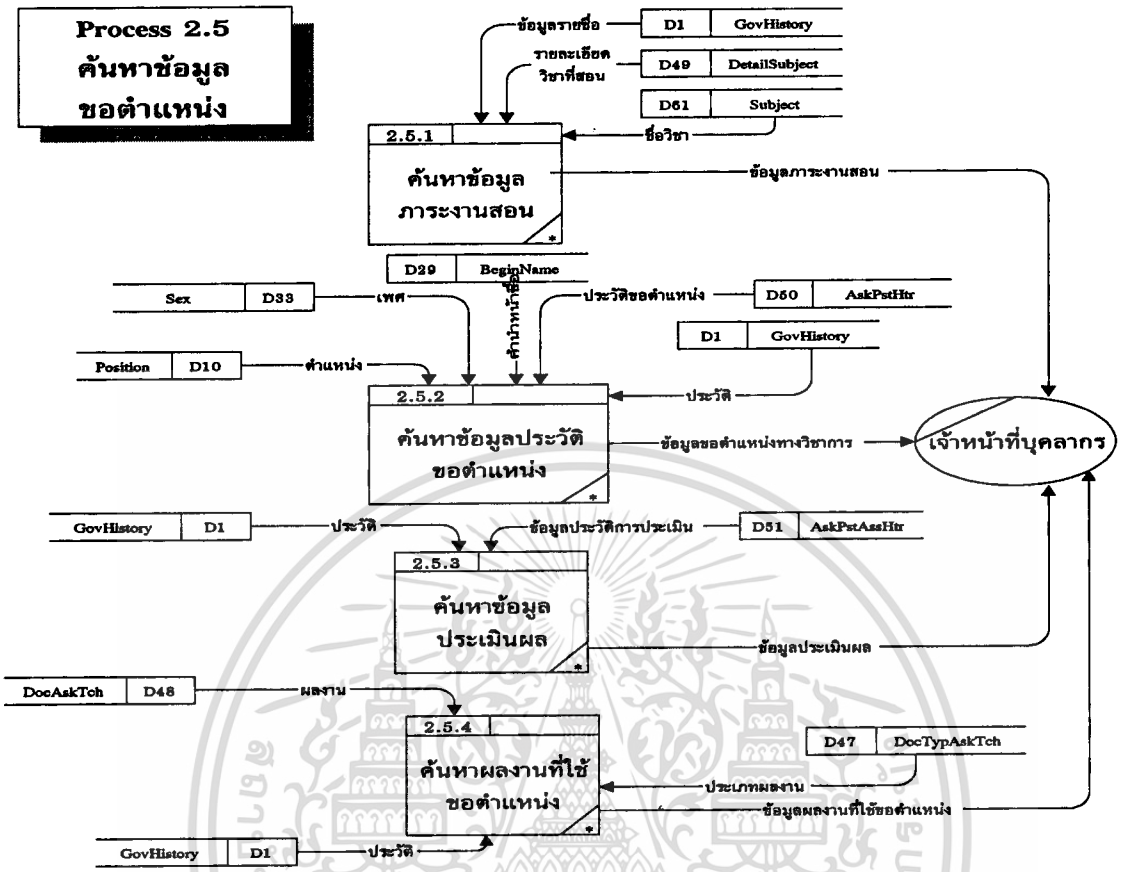 Process 2.5
ค้นหาข้อมูล
ขอตำแหน่ง
ข้อมูลรายชื่อ
D1 GovHistory
รายละเอียด
วิชาที่สอน
D49 DetailSubject
D61 Subject
ชื่อวิชา
2.5.1
ค้นหาข้อมูล
ภาระงานสอน
*
ข้อมูลภาระงานสอน
D29 BeginName
Sex D33
เพศ
คำนำหน้าชื่อ
ประวัติขอตำแหน่ง
D50 AskPstHtr
D1 GovHistory
Position D10
ตำแหน่ง
ประวัติ
2.5.2
ค้นหาข้อมูลประวัติ
ขอตำแหน่ง
*
ข้อมูลขอตำแหน่งทางวิชาการ
เจ้าหน้าที่บุคลากร
GovHistory D1
ประวัติ
ข้อมูลประวัติการประเมิน
D51 AskPstAssHtr
2.5.3
ค้นหาข้อมูล
ประเมินผล
*
ข้อมูลประเมินผล
DocAskTch D48
ผลงาน
2.5.4
ค้นหาผลงานที่ใช้
ขอตำแหน่ง
*
D47 DocTypAskTch
ประเภทผลงาน
ข้อมูลผลงานที่ใช้ขอตำแหน่ง
GovHistory D1
ประวัติ